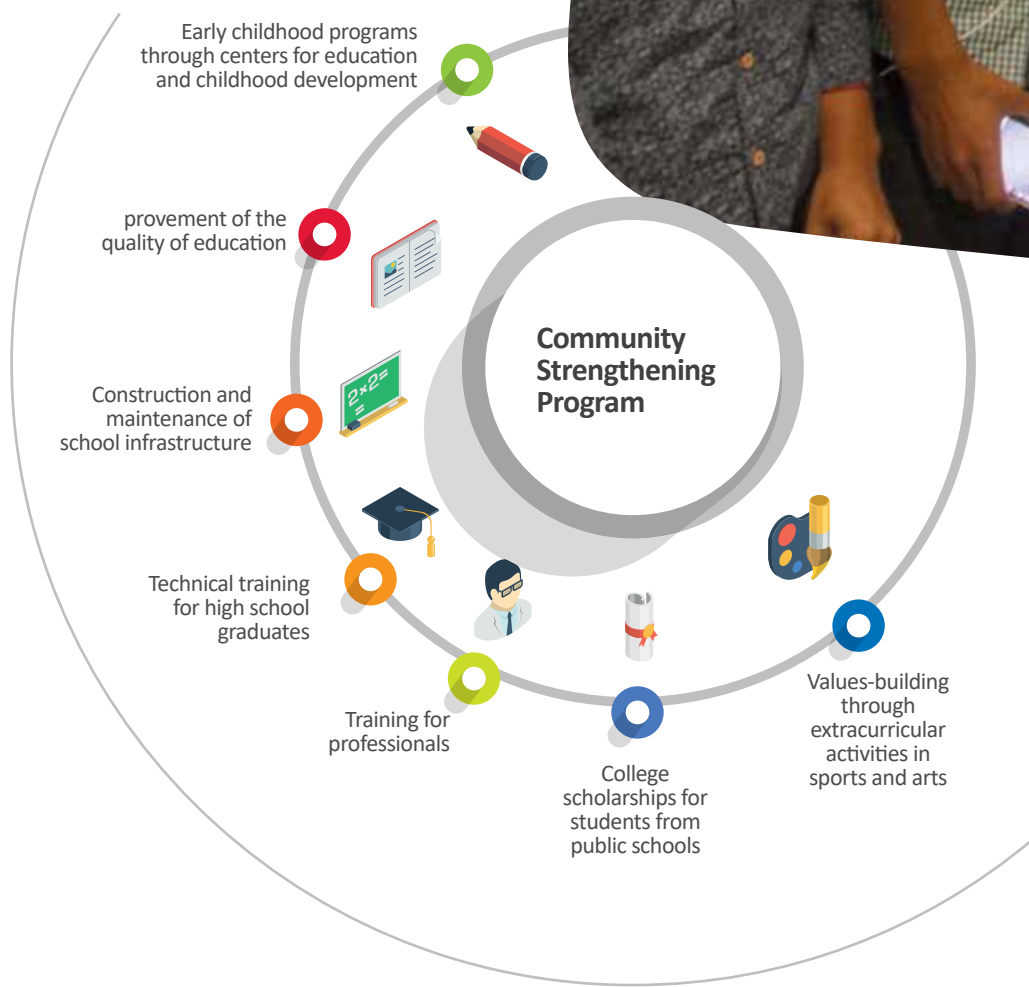 Early childhood programs
through centers for education
and childhood development
provement of the
quality of education
Construction and
maintenance of
school infrastructure
Technical training
for high school
graduates
Training for
professionals
College
scholarships for
students from
public schools
Values-building
through
extracurricular
activities in
sports and arts
Community
Strengthening
Program
2×2=
=